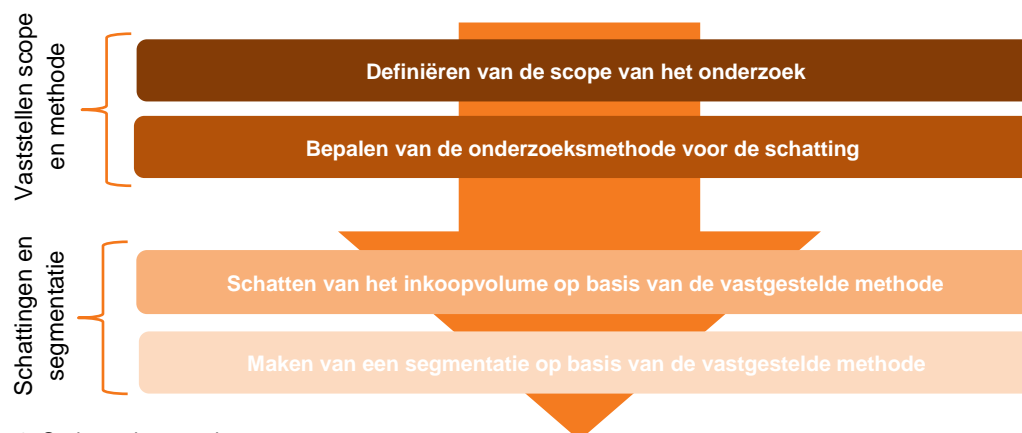 Vaststellen scope
en methode
Definiëren van de scope van het onderzoek
Bepalen van de onderzoeksmethode voor de schatting
Schattingen en
segmentatie
Schatten van het inkoopvolume op basis van de vastgestelde methode
Maken van een segmentatie op basis van de vastgestelde methode